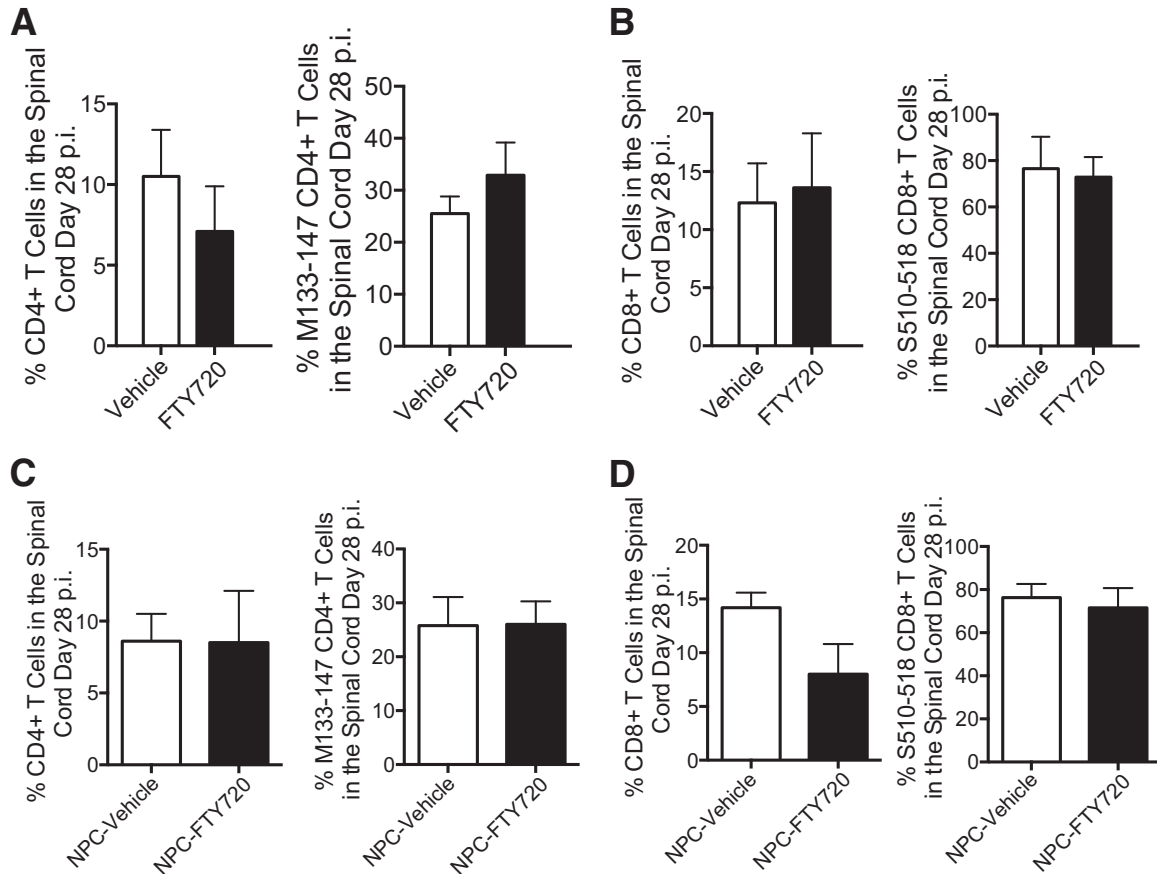 A
% CD4+ T Cells in the Spinal
Cord Day 28 p.i.
15
10
5
0
Vehicle
FTY720
% M133-147 CD4+ T Cells
in the Spinal Cord Day 28 p.i.
50
40
30
20
10
0
Vehicle
FTY720
B
% CD8+ T Cells in the Spinal
Cord Day 28 p.i.
20
15
10
5
0
Vehicle
FTY720
% S510-518 CD8+ T Cells
in the Spinal Cord Day 28 p.i.
100
80
60
40
20
0
Vehicle
FTY720
C
% CD4+ T Cells in the Spinal
Cord Day 28 p.i.
15
10
5
0
NPC-Vehicle
NPC-FTY720
% M133-147 CD4+ T Cells
in the Spinal Cord Day 28 p.i.
40
30
20
10
0
NPC-Vehicle
NPC-FTY720
D
% CD8+ T Cells in the Spinal
Cord Day 28 p.i.
20
15
10
5
0
NPC-Vehicle
NPC-FTY720
% S510-518 CD8+ T Cells
in the Spinal Cord Day 28 p.i.
100
80
60
40
20
0
NPC-Vehicle
NPC-FTY720